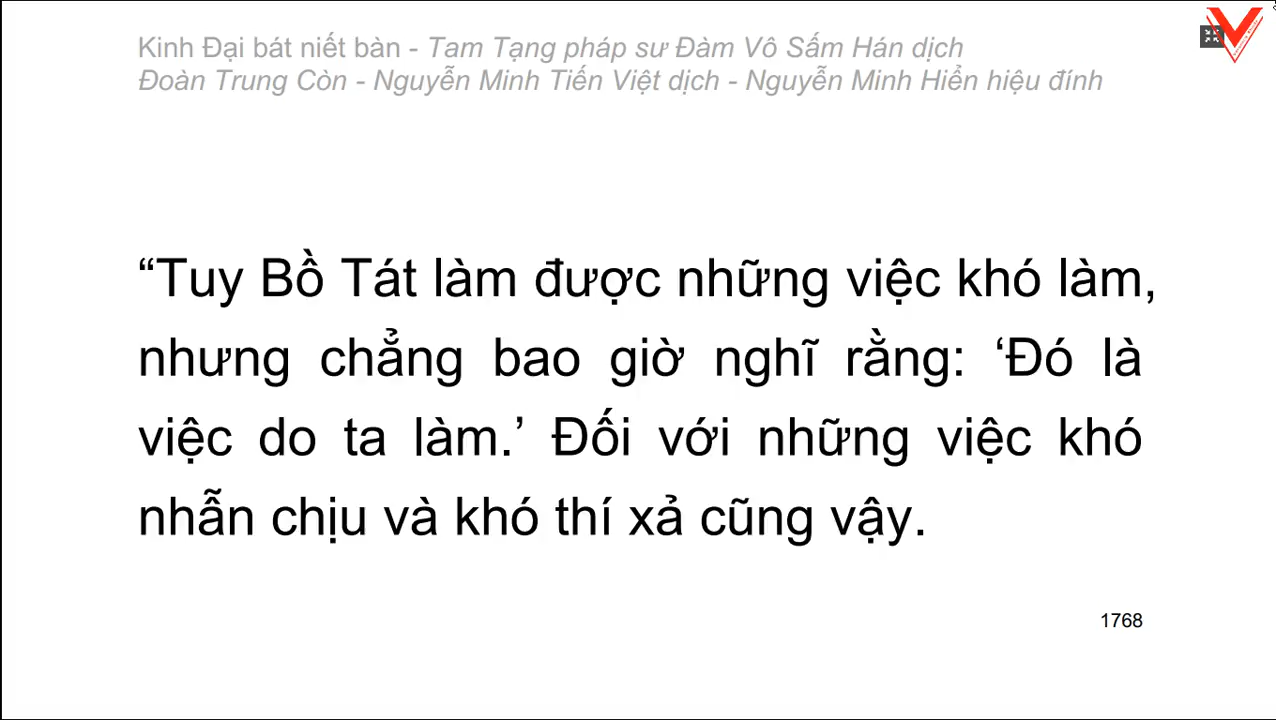 Kinh Đại bát niết bàn - Tam Tạng pháp sư Đàm Vô Sấm Hán dịch
Đoàn Trung Còn - Nguyễn Minh Tiến Việt dịch - Nguyễn Minh Hiển hiệu đính
“Tuy Bồ Tát làm được những việc khó làm,
nhưng chẳng bao giờ nghĩ rằng: ‘Đó là
việc do ta làm.’ Đối với những việc khó
nhẫn chịu và khó thí xả cũng vậy.
1768